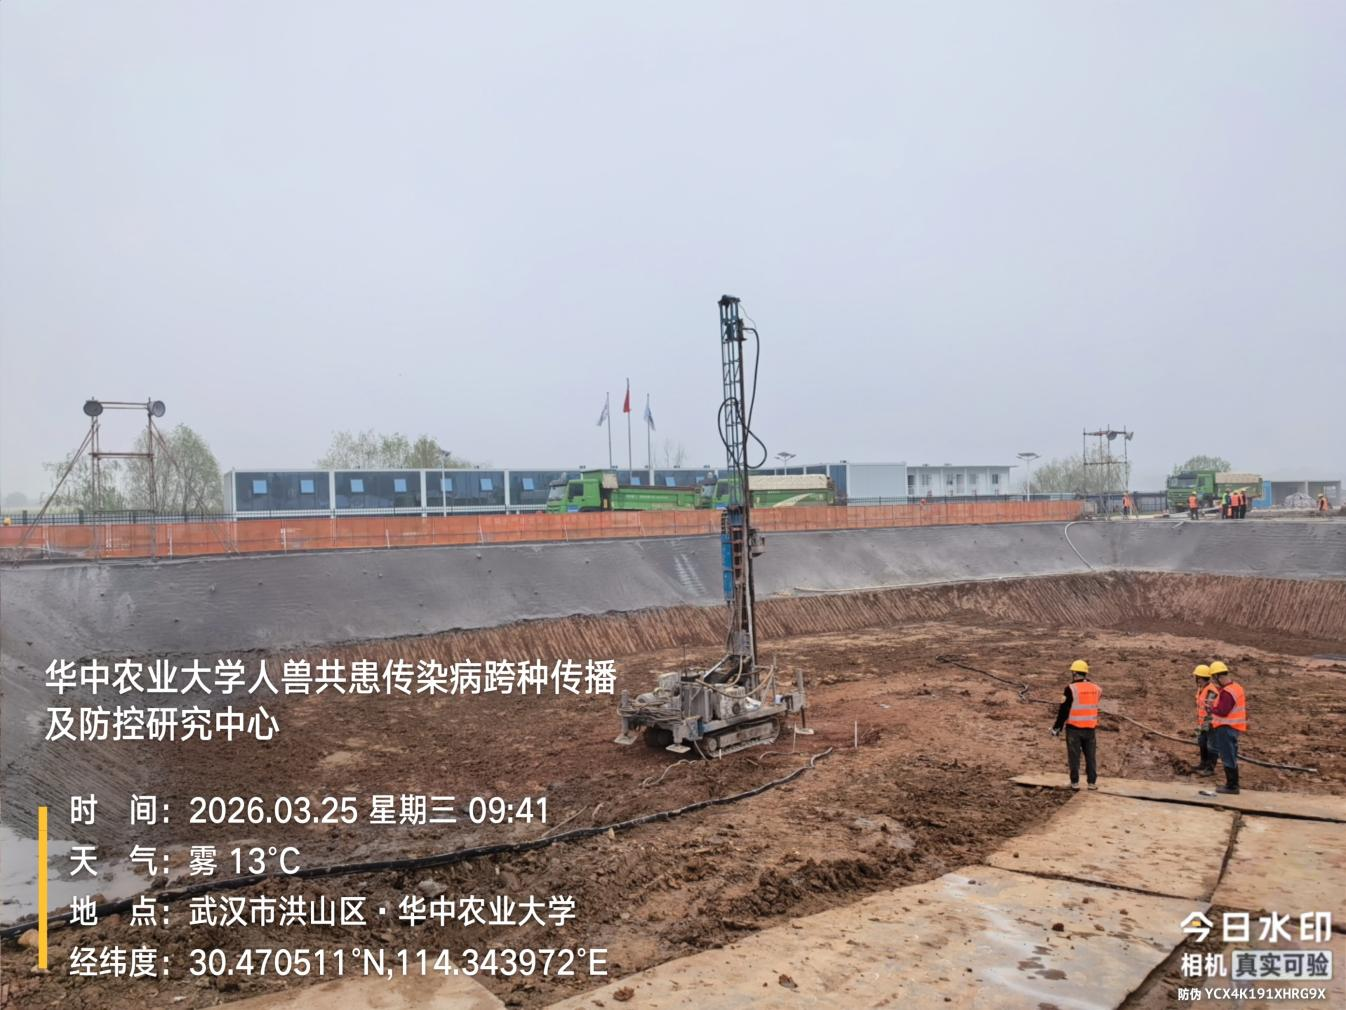 华中农业大学人兽共患传染病跨种传播
及防控研究中心
时 间：2026.03.25 星期三 09:41
天 气：雾 13℃
地 点：武汉市洪山区·华中农业大学
经纬度：30.470511°N,114.343972°E
今日水印
相机 真实可验
防伪 YCX4K191XHRG9X